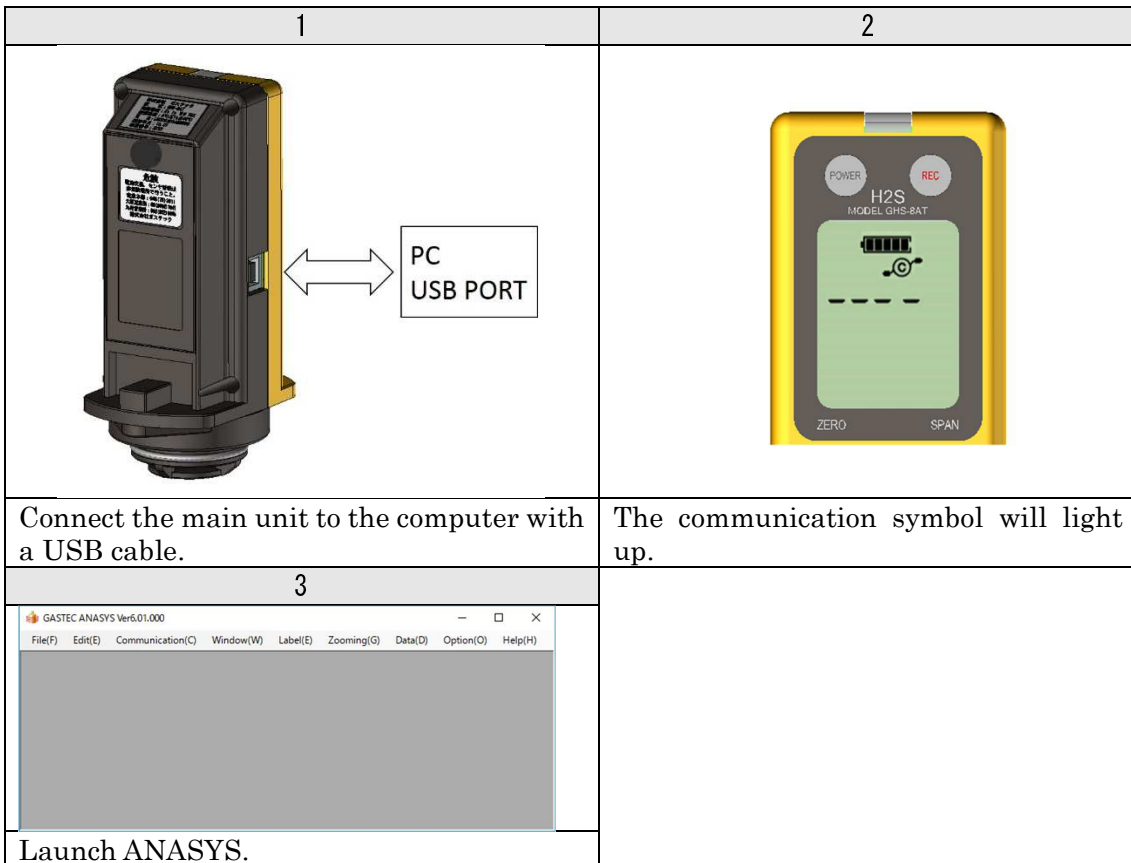 1
2
危険
PC
USB PORT
POWER
REC
H2S
MODEL GHS-8AT
C
ZERO
SPAN
Connect the main unit to the computer with
a USB cable.
The communication symbol will light
up.
3
GASTEC ANASYS Ver6.01.000
File(F) Edit(E) Communication(C) Window(W) Label(E) Zooming(G) Data(D) Option(O) Help(H)
Launch ANASYS.